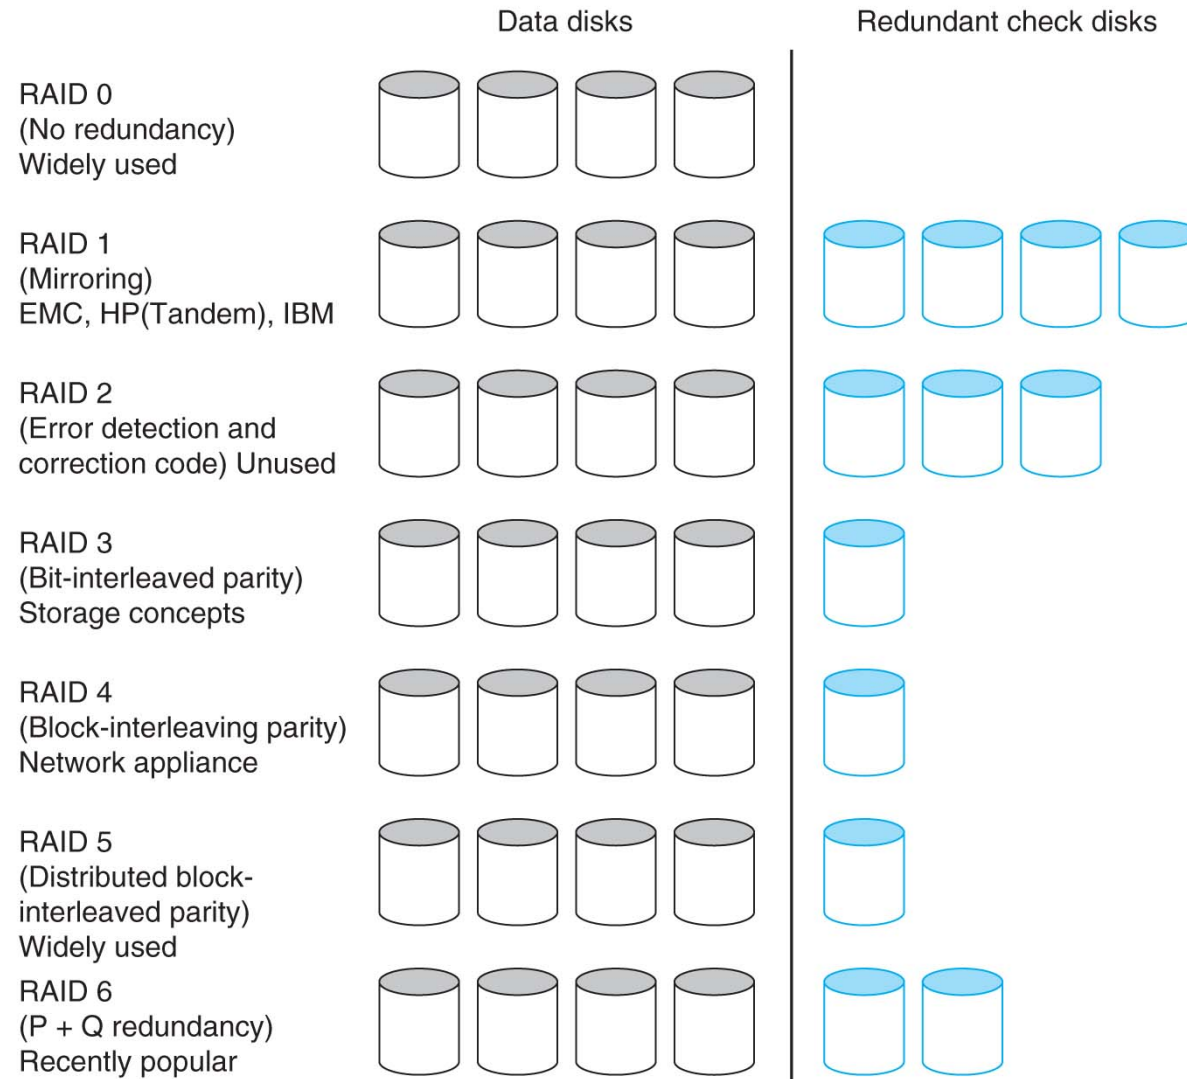 Data disks
Redundant check disks
RAID 0
(No redundancy)
Widely used
RAID 1
(Mirroring)
EMC, HP(Tandem), IBM
RAID 2
(Error detection and
correction code) Unused
RAID 3
(Bit-interleaved parity)
Storage concepts
RAID 4
(Block-interleaving parity)
Network appliance
RAID 5
(Distributed block-
interleaved parity)
Widely used
RAID 6
(P + Q redundancy)
Recently popular